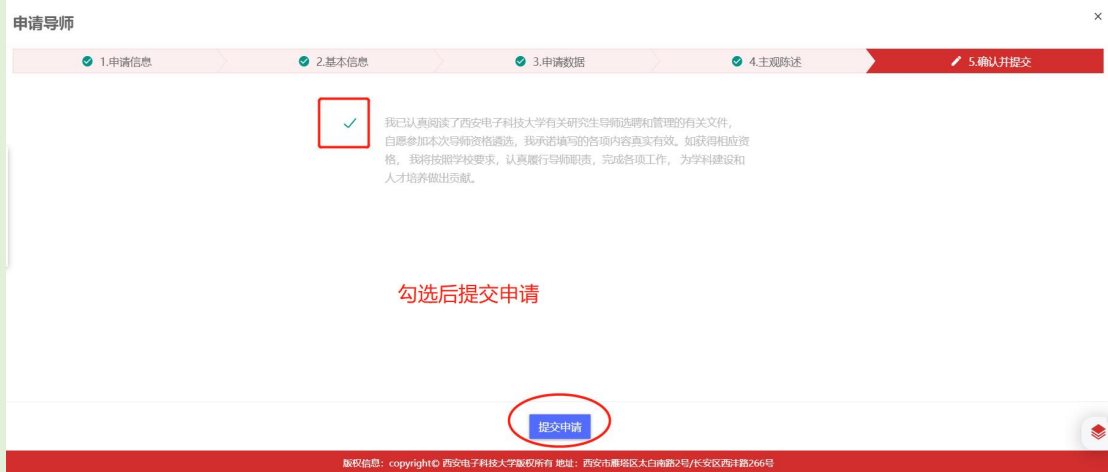 申请导师
×
1.申请信息
2.基本信息
3.申请数据
4.主观陈述
5.确认并提交
我已认真阅读了西安电子科技大学有关研究生导师选聘和管理的有关文件，
自愿参加本次导师资格遴选，我承诺填写的各项内容真实有效。如获得相应资
格， 我将按照学校要求，认真履行导师职责，完成各项工作， 为学科建设和
人才培养做出贡献。
勾选后提交申请
提交申请
版权信息：copyright© 西安电子科技大学版权所有 地址：西安市雁塔区太白南路2号/长安区西沣路266号